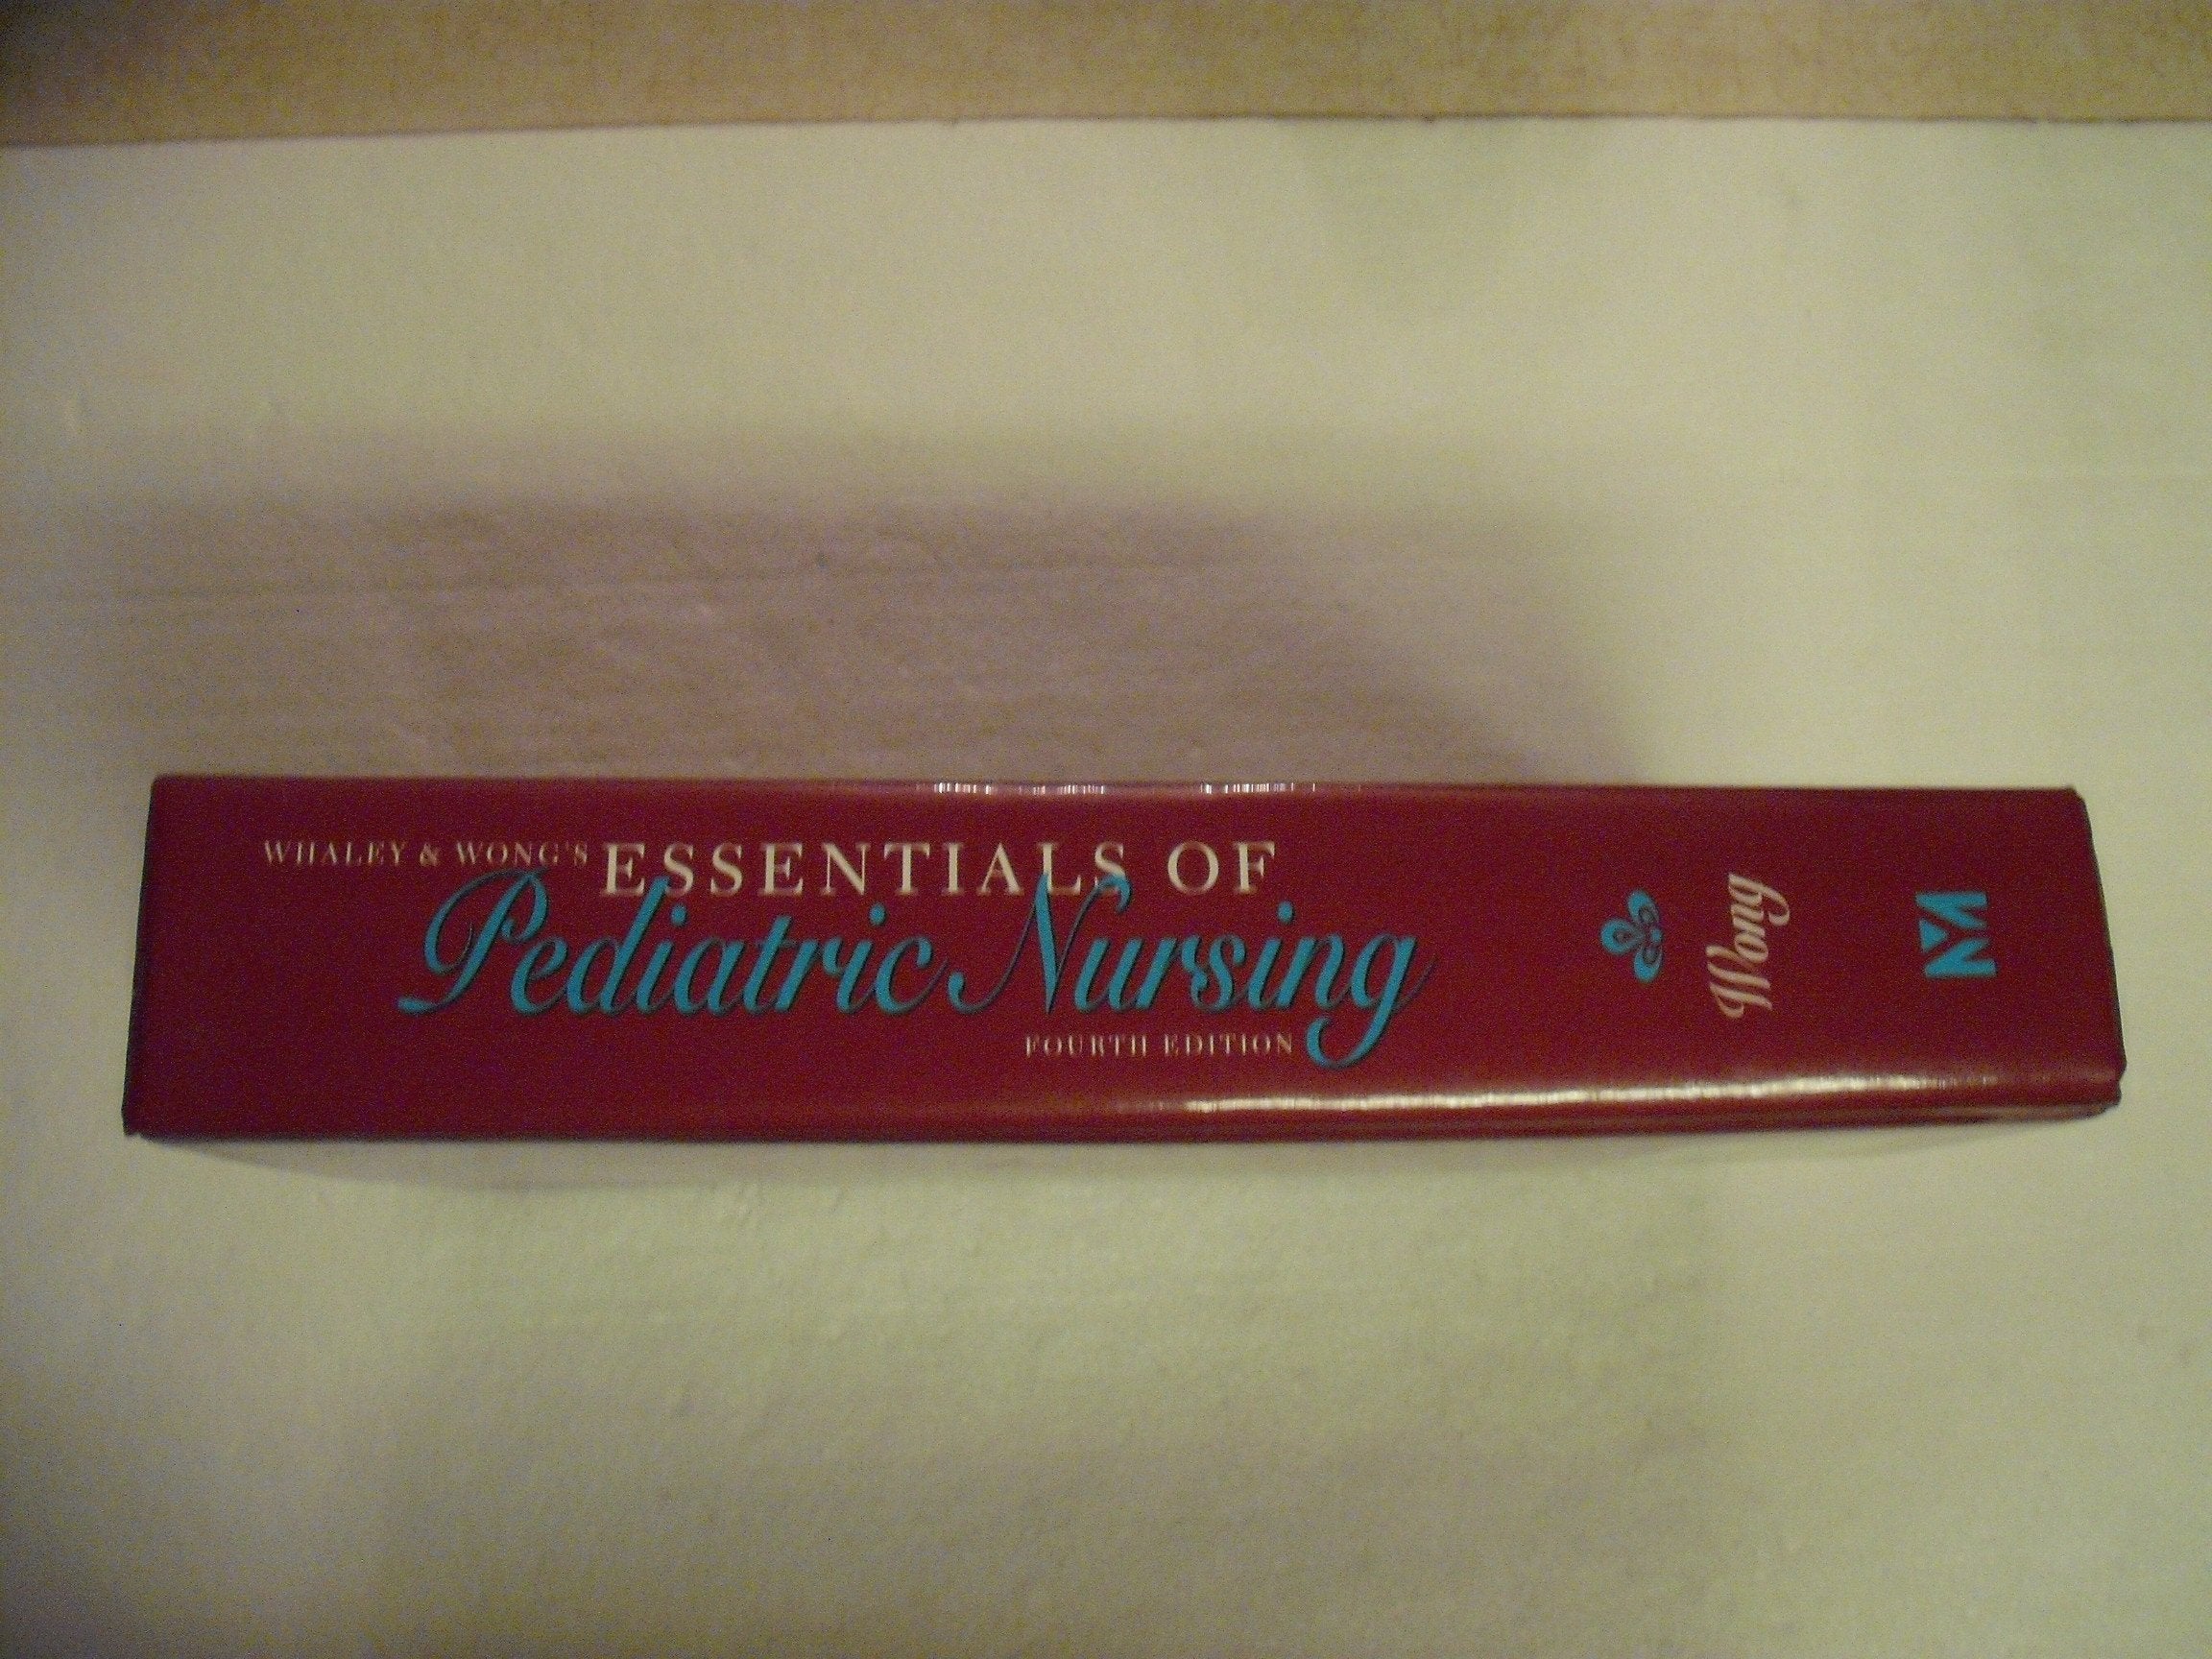 WHALEY & WONG'S ESSENTIALS OF
Pediatric Nursing
FOURTH EDITION
Wong
M